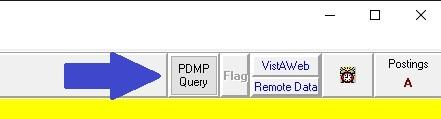 PDMP
Query
Flag
VistAWeb
Remote Data
Postings
A